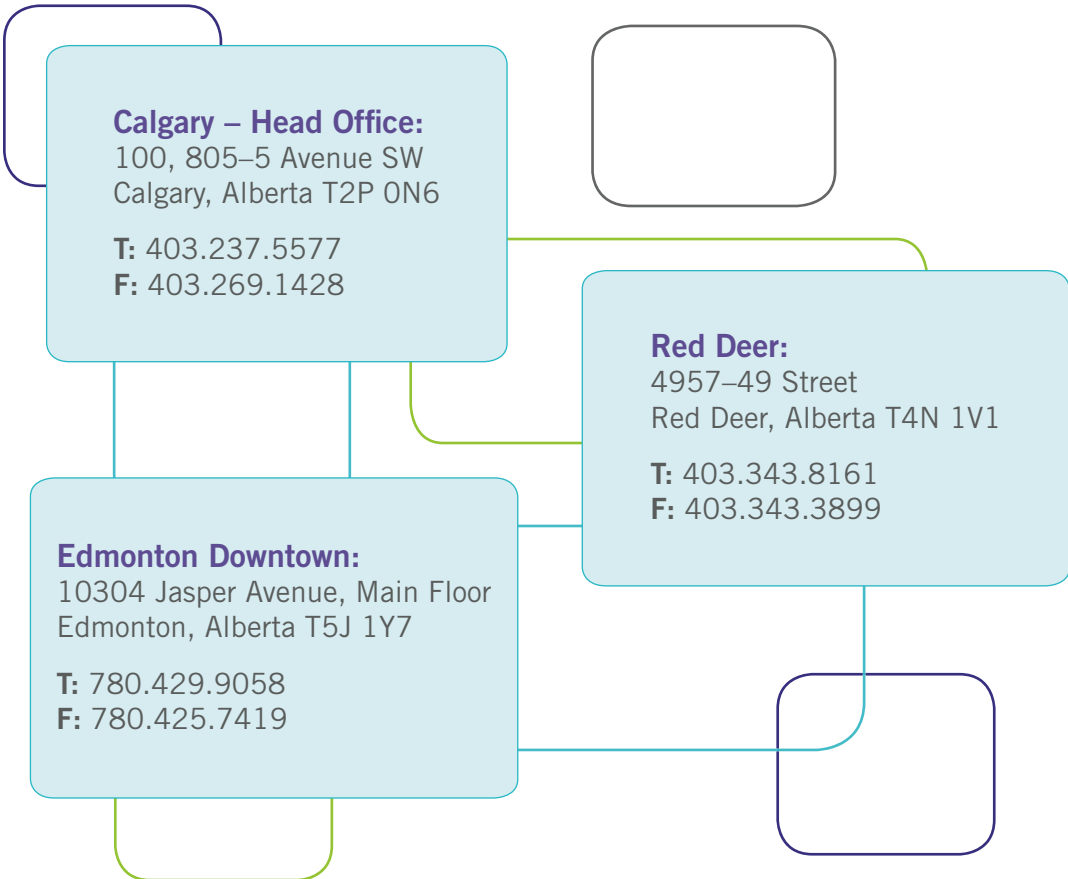 Calgary – Head Office:
100, 805–5 Avenue SW
Calgary, Alberta T2P 0N6
T: 403.237.5577
F: 403.269.1428
Red Deer:
4957–49 Street
Red Deer, Alberta T4N 1V1
T: 403.343.8161
F: 403.343.3899
Edmonton Downtown:
10304 Jasper Avenue, Main Floor
Edmonton, Alberta T5J 1Y7
T: 780.429.9058
F: 780.425.7419